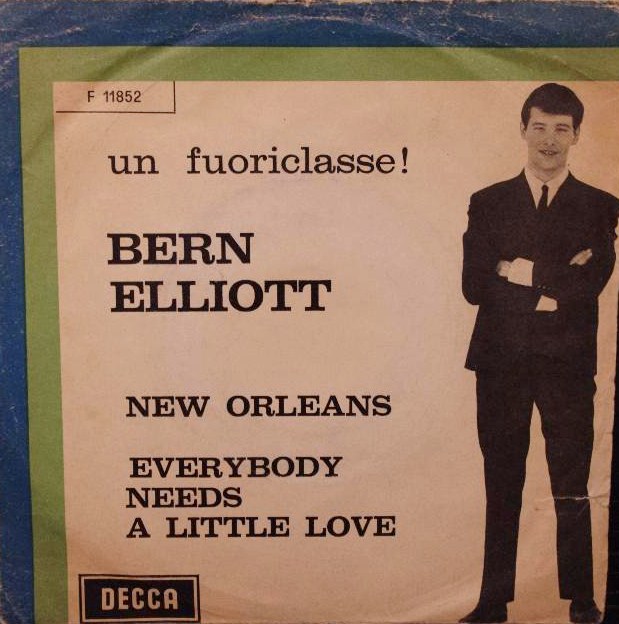 F 11852
un fuoriclasse!
BERN
ELLIOTT
NEW ORLEANS
EVERYBODY
NEEDS
A LITTLE LOVE
DECCA